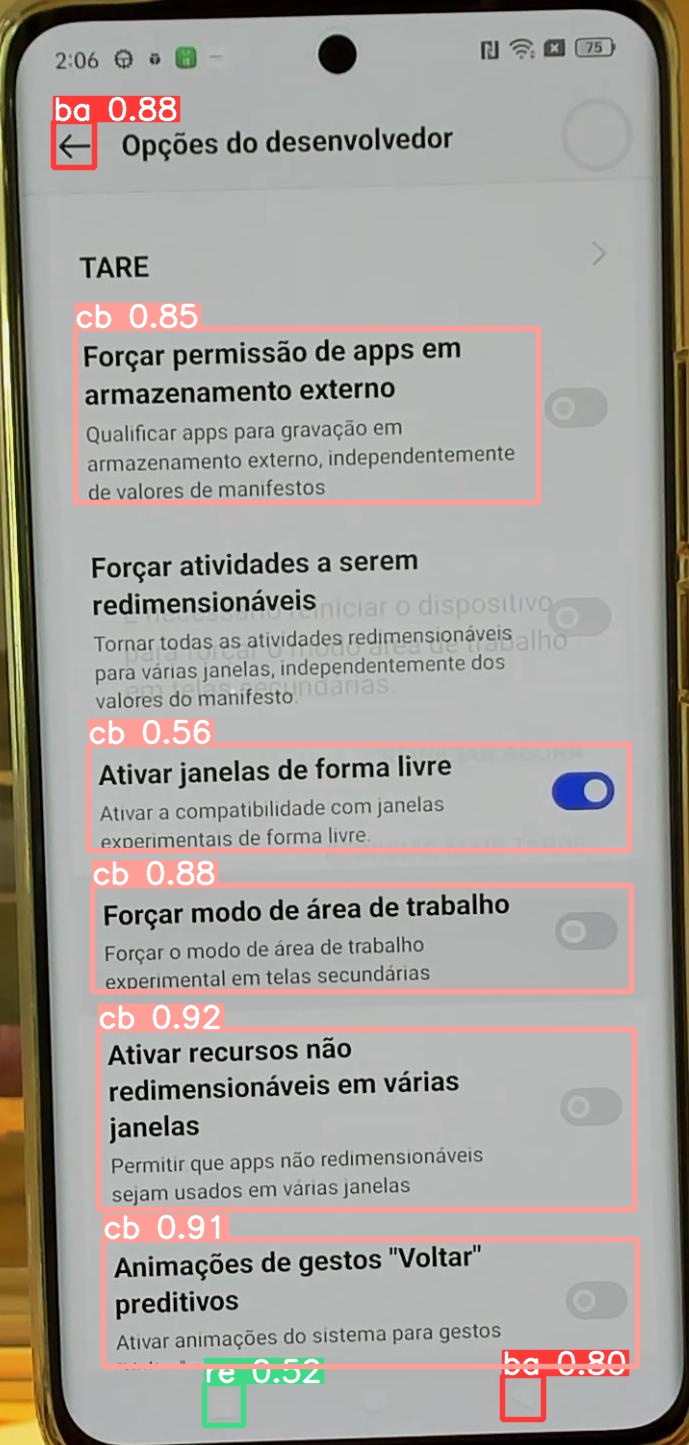 2:06
75
ba 0.88
Opções do desenvolvedor
TARE
cb 0.85
Forçar permissão de apps em
armazenamento externo
Qualificar apps para gravação em
armazenamento externo, independentemente
de valores de manifestos
Forçar atividades a serem
redimensionáveis
reiniciar o dispositivo
Tornar todas as atividades redimensionáveis
para várias janelas, independentemente dos
valores do manifesto.
para forçar o modo área de trabalho
em telas secundárias.
cb 0.56
Ativar janelas de forma livre
Ativar a compatibilidade com janelas
experimentais de forma livre.
cb 0.88
Forçar modo de área de trabalho
Forçar o modo de área de trabalho
experimental em telas secundárias
cb 0.92
Ativar recursos não
redimensionáveis em várias
janelas
Permitir que apps não redimensionáveis
sejam usados em várias janelas
cb 0.91
Animações de gestos "Voltar"
preditivos
Ativar animações do sistema para gestos
re 0.52
ba 0.80